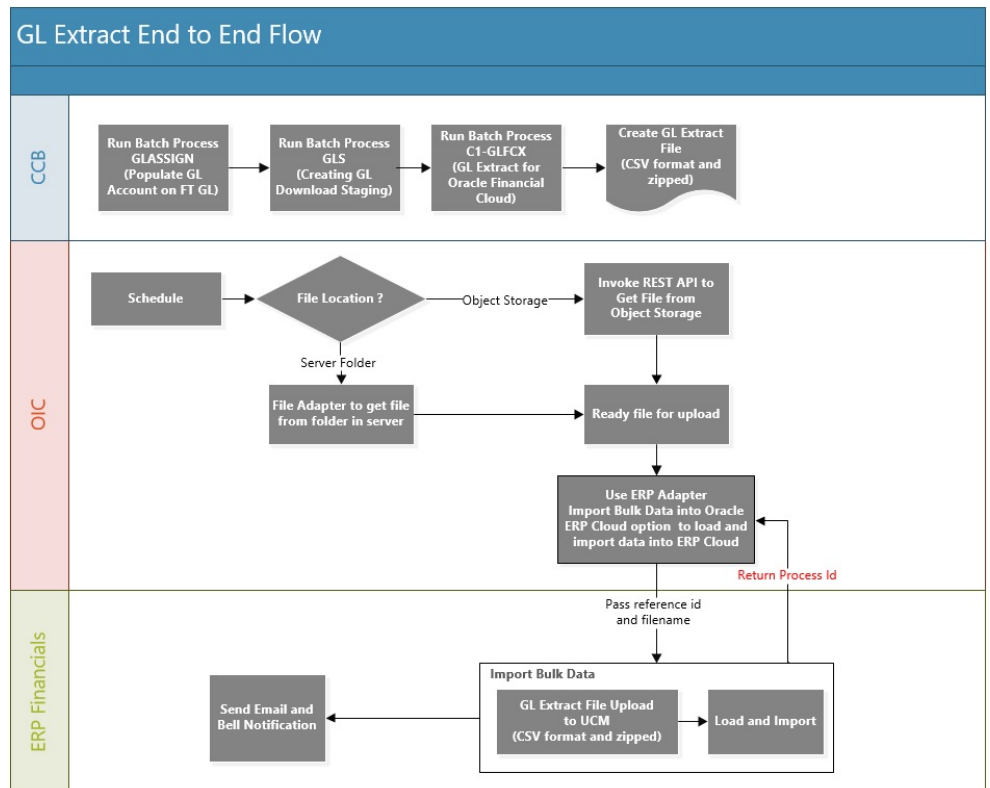 GL Extract End to End Flow
CCB
Run Batch Process
GLASSIGN
(Populate GL
Account on FT GL)
Run Batch Process
GLS
(Creating GL
Download Staging)
Run Batch Process
C1-GLFCX
(GL Extract for
Oracle Financial
Cloud)
Create GL Extract
File
(CSV format and
zipped)
OIC
Schedule
File Location ?
Object Storage
Invoke REST API to
Get File from
Object Storage
Server Folder
File Adapter to get file
from folder in server
Ready file for upload
Use ERP Adapter
Import Bulk Data into Oracle
ERP Cloud option to load and
import data into ERP Cloud
Return Process Id
ERP Financials
Pass reference id
and filename
Import Bulk Data
GL Extract File Upload
to UCM
(CSV format and zipped)
Load and Import
Send Email and
Bell Notification